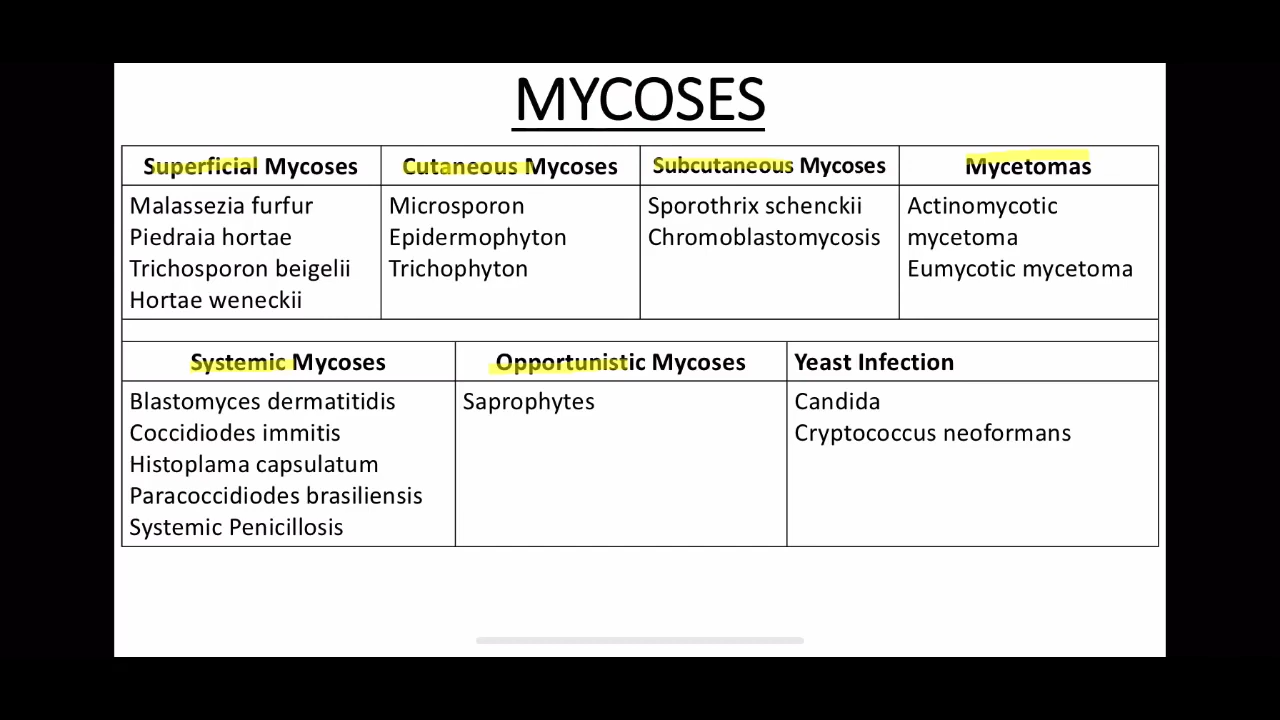 MYCOSES
Superficial Mycoses
Cutaneous Mycoses
Subcutaneous Mycoses
Mycetomas
Malassezia furfur
Piedraia hortae
Trichosporon beigelii
Hortae weneckii
Microsporon
Epidermophyton
Trichophyton
Sporothrix schenckii
Chromoblastomycosis
Actinomycotic
mycetoma
Eumycotic mycetoma
Systemic Mycoses
Opportunistic Mycoses
Yeast Infection
Blastomyces dermatitidis
Coccidiodes immitis
Histoplama capsulatum
Paracoccidiodes brasiliensis
Systemic Penicillosis
Saprophytes
Candida
Cryptococcus neoformans